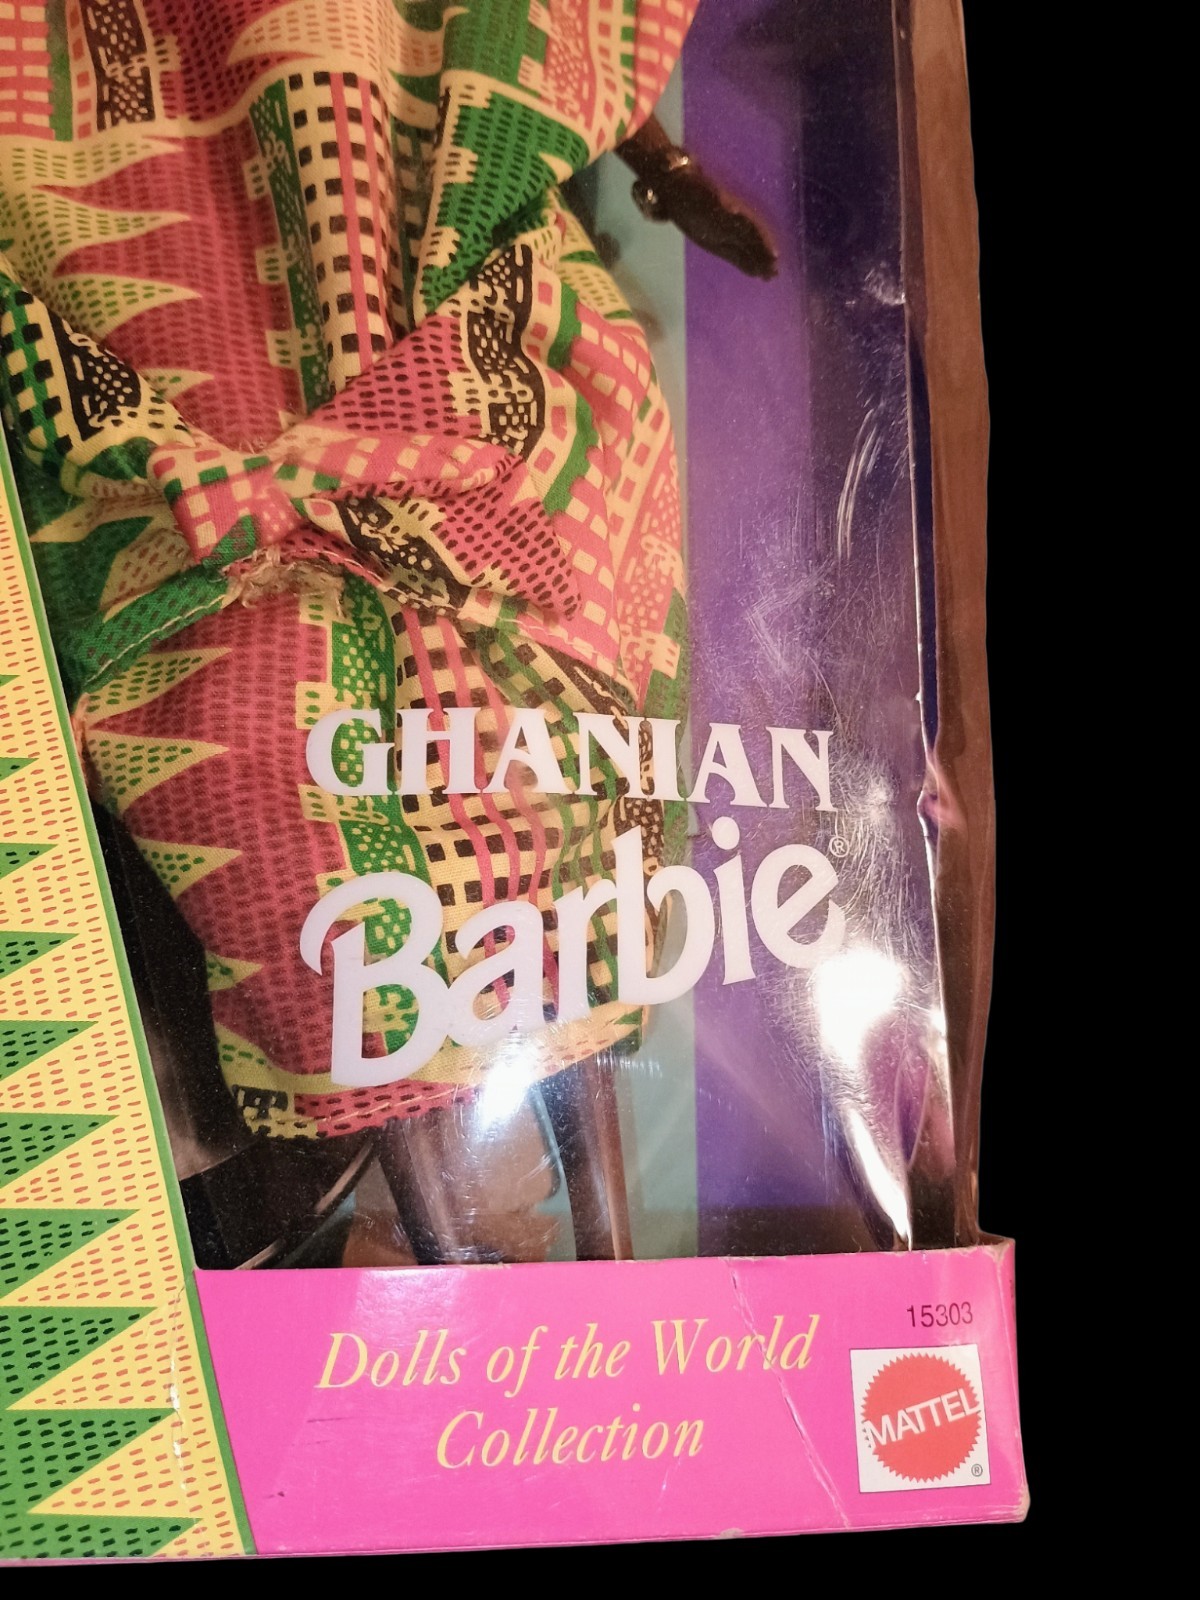 GHANIAN
Barbie®
15303
Dolls of the World
Collection
MATTEL
®